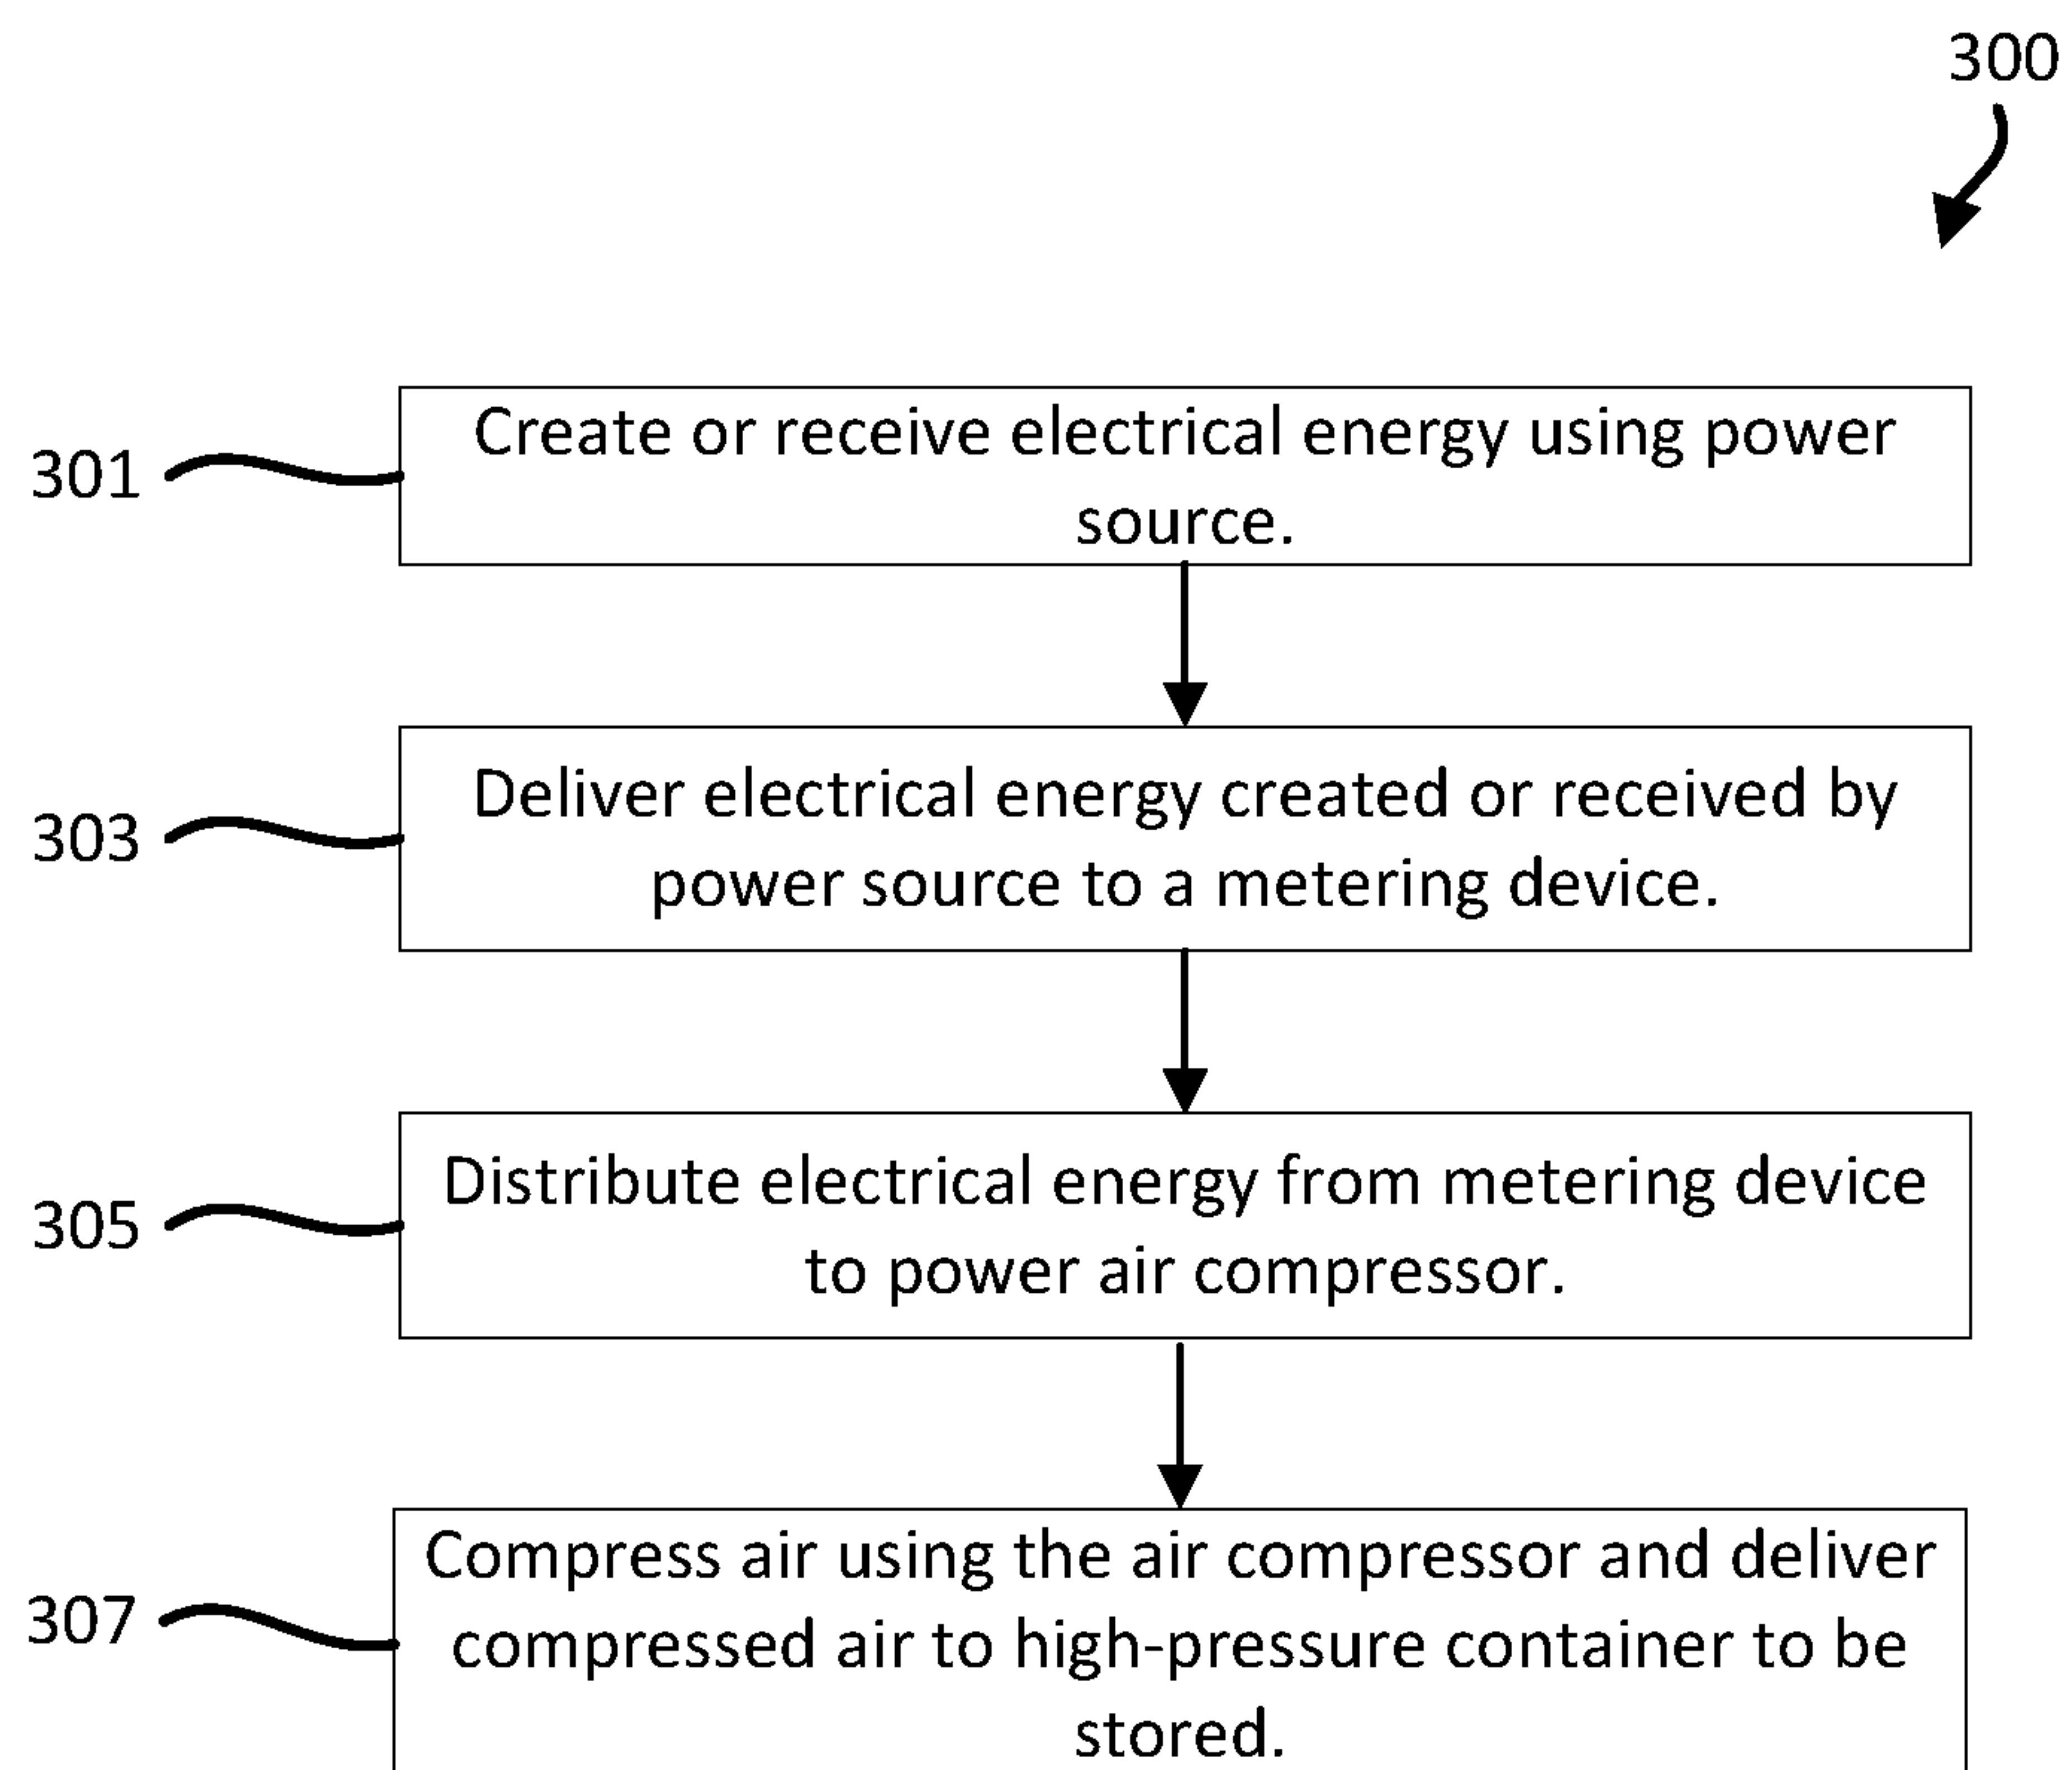 300
301
Create or receive electrical energy using power
source.
303
Deliver electrical energy created or received by
power source to a metering device.
305
Distribute electrical energy from metering device
to power air compressor.
307
Compress air using the air compressor and deliver
compressed air to high-pressure container to be
stored.